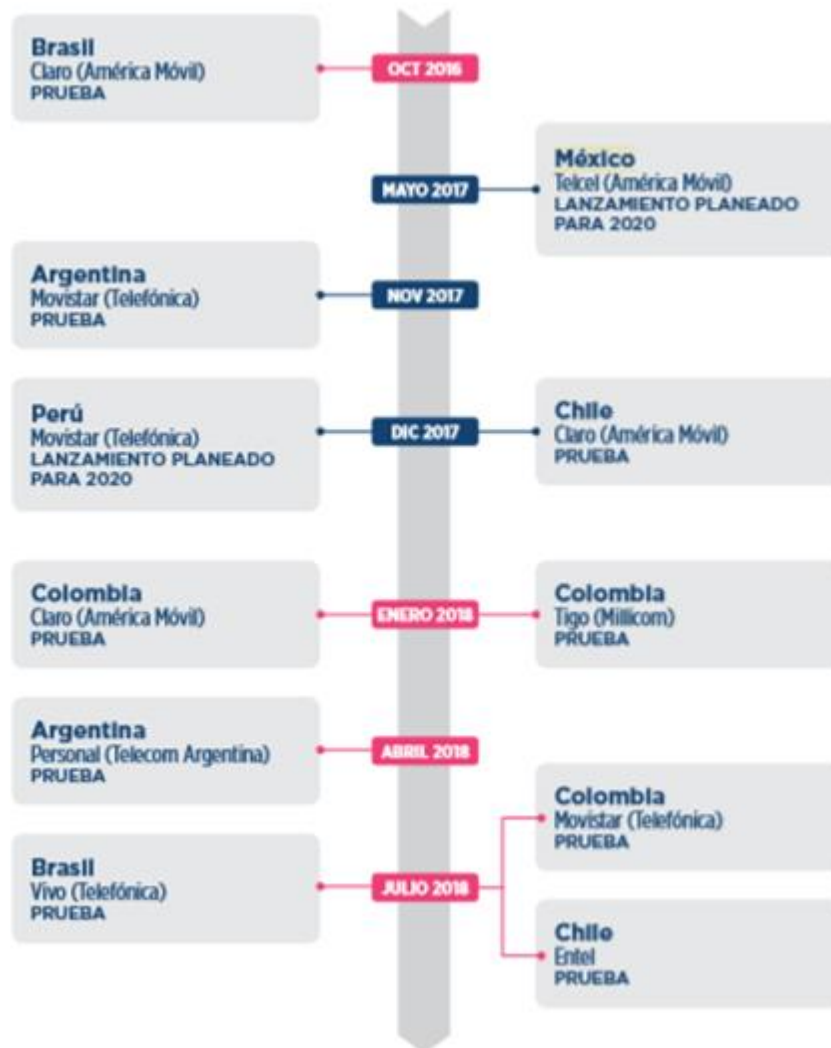 Brasil
Claro (América Móvil)
PRUEBA
OCT 2016
MAYO 2017
México
Telcel (América Móvil)
LANZAMIENTO PLANEADO
PARA 2020
Argentina
Movistar (Telefónica)
PRUEBA
NOV 2017
Perú
Movistar (Telefónica)
LANZAMIENTO PLANEADO
PARA 2020
DIC 2017
Chile
Claro (América Móvil)
PRUEBA
Colombia
Claro (América Móvil)
PRUEBA
ENERO 2018
Colombia
Tigo (Millicom)
PRUEBA
Argentina
Personal (Telecom Argentina)
PRUEBA
ABRIL 2018
Brasil
Vivo (Telefónica)
PRUEBA
JULIO 2018
Colombia
Movistar (Telefónica)
PRUEBA
Chile
Entel
PRUEBA